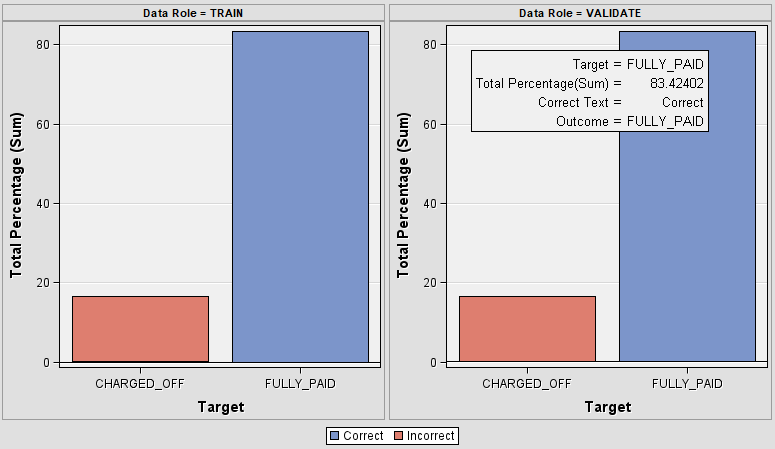 Data Role = TRAIN
Total Percentage (Sum)
80
60
40
20
0
CHARGED_OFF FULLY_PAID
Target
Data Role = VALIDATE
Total Percentage (Sum)
80
60
40
20
0
Target = FULLY_PAID
Total Percentage(Sum) = 83.42402
Correct Text = Correct
Outcome = FULLY_PAID
CHARGED_OFF FULLY_PAID
Target
Correct Incorrect